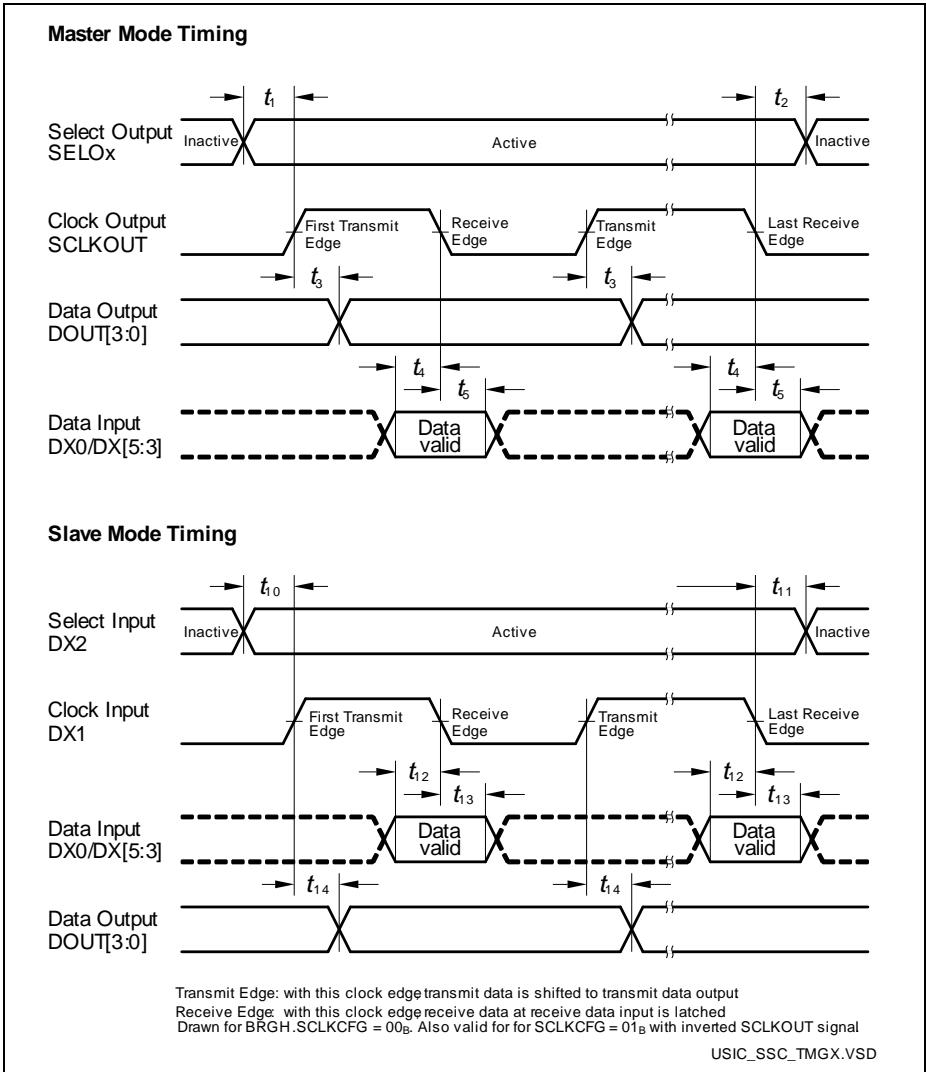 Master Mode Timing
t1
t2
Select Output
SELOx
Inactive
Active
Inactive
Clock Output
SCLKOUT
First Transmit
Edge
Receive
Edge
Transmit
Edge
Last Receive
Edge
t3
t3
Data Output
DOUT[3:0]
t4
t5
t4
t5
Data Input
DX0/DX[5:3]
Data
valid
Data
valid
Slave Mode Timing
t10
t11
Select Input
DX2
Inactive
Active
Inactive
Clock Input
DX1
First Transmit
Edge
Receive
Edge
Transmit
Edge
Last Receive
Edge
t12
t13
t12
t13
Data Input
DX0/DX[5:3]
Data
valid
Data
valid
t14
t14
Data Output
DOUT[3:0]
Transmit Edge: with this clock edge, transmit data is shifted to transmit data output
Receive Edge: with this clock edge, receive data at receive data input is latched
Drawn for BRGH.SCLKCFG = 00B. Also valid for for SCLKCFG = 01B with inverted SCLKOUT signal.
USIC_SSC_TMGX.VSD